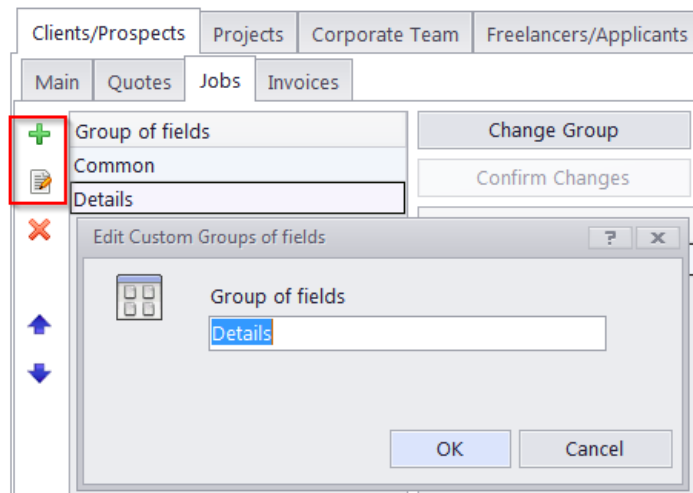 Clients/Prospects Projects Corporate Team Freelancers/Applicants
Main Quotes Jobs Invoices
Group of fields Change Group
Common Confirm Changes
Details
Edit Custom Groups of fields ? x
Group of fields
Details
OK Cancel